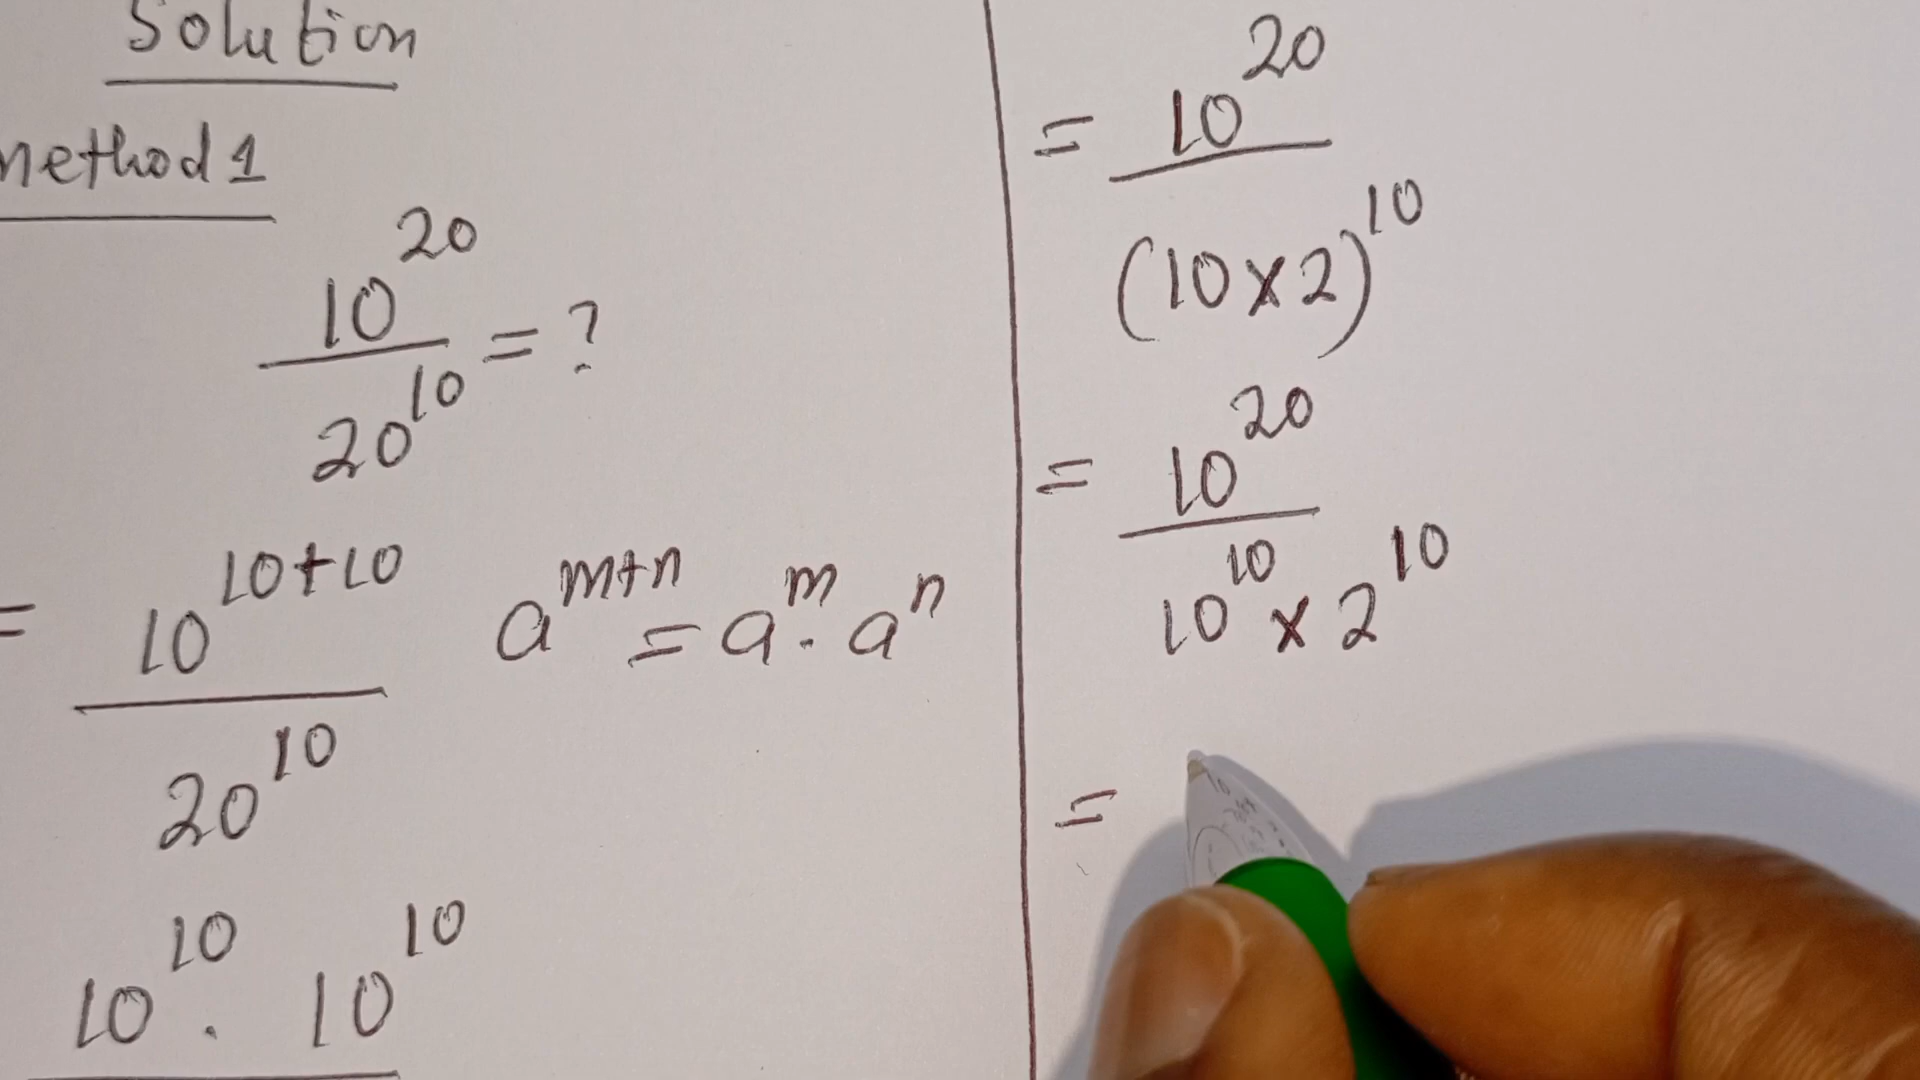 Solution
method 1
10^20
20^10
= ?
= 10^(10+10)
20^10
a^(m+n) = a^m . a^n
10^10 . 10^10
= 10^20
(10×2)^10
= 10^20
10^10 × 2^10
=